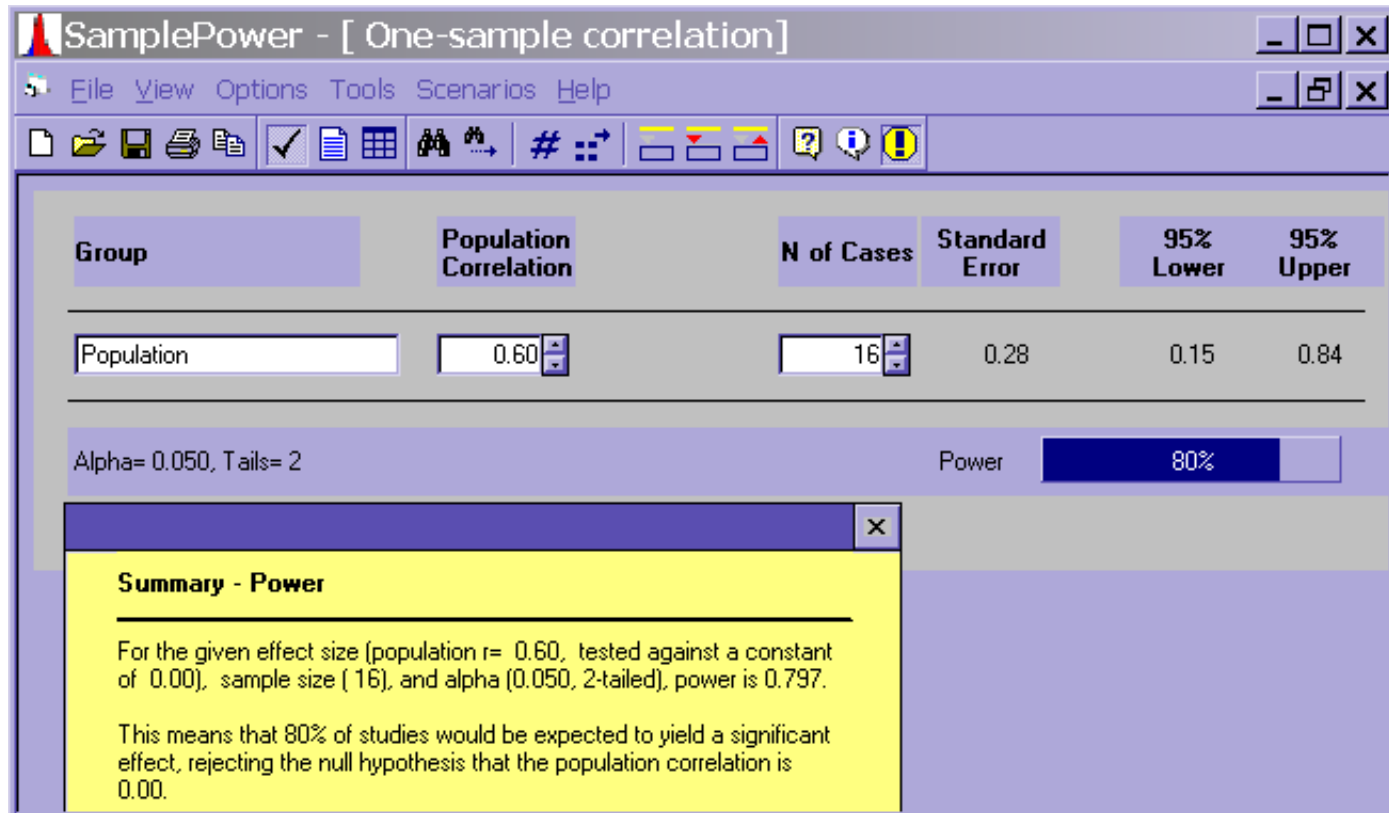 SamplePower - [ One-sample correlation]
File View Options Tools Scenarios Help
Group Population Correlation N of Cases Standard Error 95% Lower 95% Upper
Population 0.60 16 0.28 0.15 0.84
Alpha= 0.050, Tails= 2 Power 80%
Summary - Power
For the given effect size (population r= 0.60, tested against a constant
of 0.00), sample size ( 16), and alpha (0.050, 2-tailed), power is 0.797.
This means that 80% of studies would be expected to yield a significant
effect, rejecting the null hypothesis that the population correlation is
0.00.